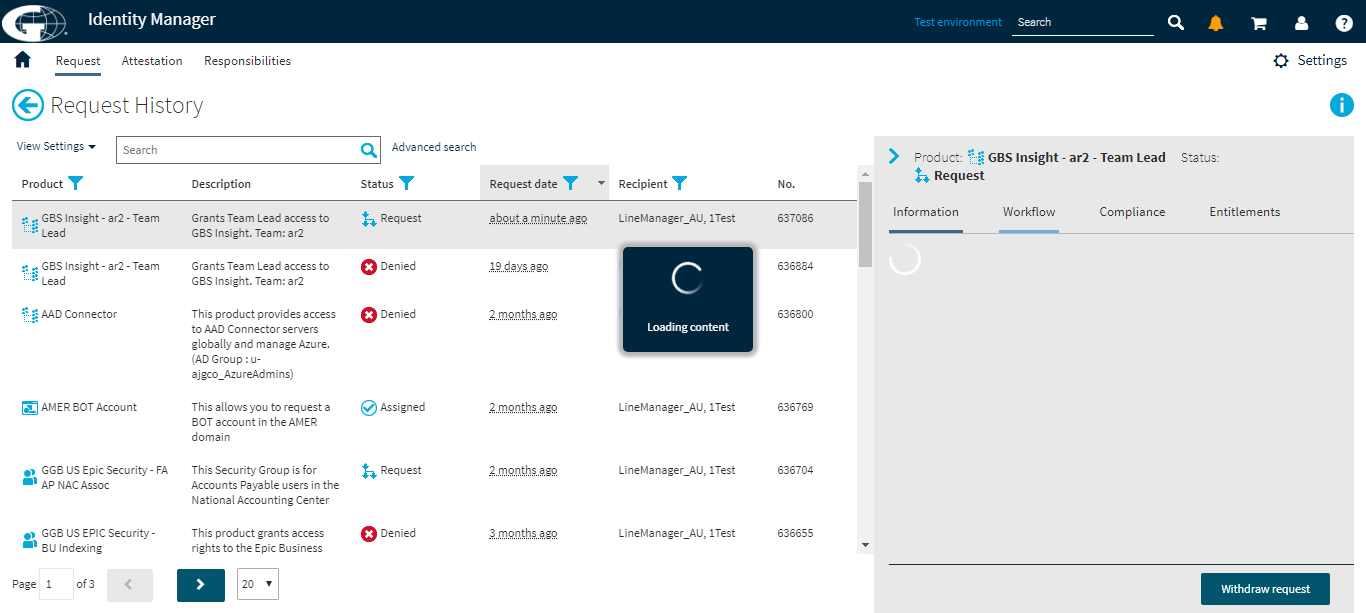 Identity Manager
Test environment
Search
Request
Attestation
Responsibilities
Settings
Request History
View Settings
Search
Advanced search
Product
Description
Status
Request date
Recipient
No.
GBS Insight - ar2 - Team
Lead
Grants Team Lead access to
GBS Insight. Team: ar2
Request
about a minute ago
LineManager_AU, 1Test
637086
GBS Insight - ar2 - Team
Lead
Grants Team Lead access to
GBS Insight. Team: ar2
Denied
19 days ago
636884
AAD Connector
This product provides access
to AAD Connector servers
globally and manage Azure.
(AD Group : u-
ajgco_AzureAdmins)
Denied
2 months ago
636800
Loading content
AMER BOT Account
This allows you to request a
BOT account in the AMER
domain
Assigned
2 months ago
LineManager_AU, 1Test
636769
GGB US Epic Security - FA
AP NAC Assoc
This Security Group is for
Accounts Payable users in the
National Accounting Center
Request
2 months ago
LineManager_AU, 1Test
636704
GGB US EPIC Security -
BU Indexing
This product grants access
rights to the Epic Business
Denied
3 months ago
LineManager_AU, 1Test
636655
Page 1 of 3
20
Product: GBS Insight - ar2 - Team Lead Status:
Request
Information
Workflow
Compliance
Entitlements
Withdraw request